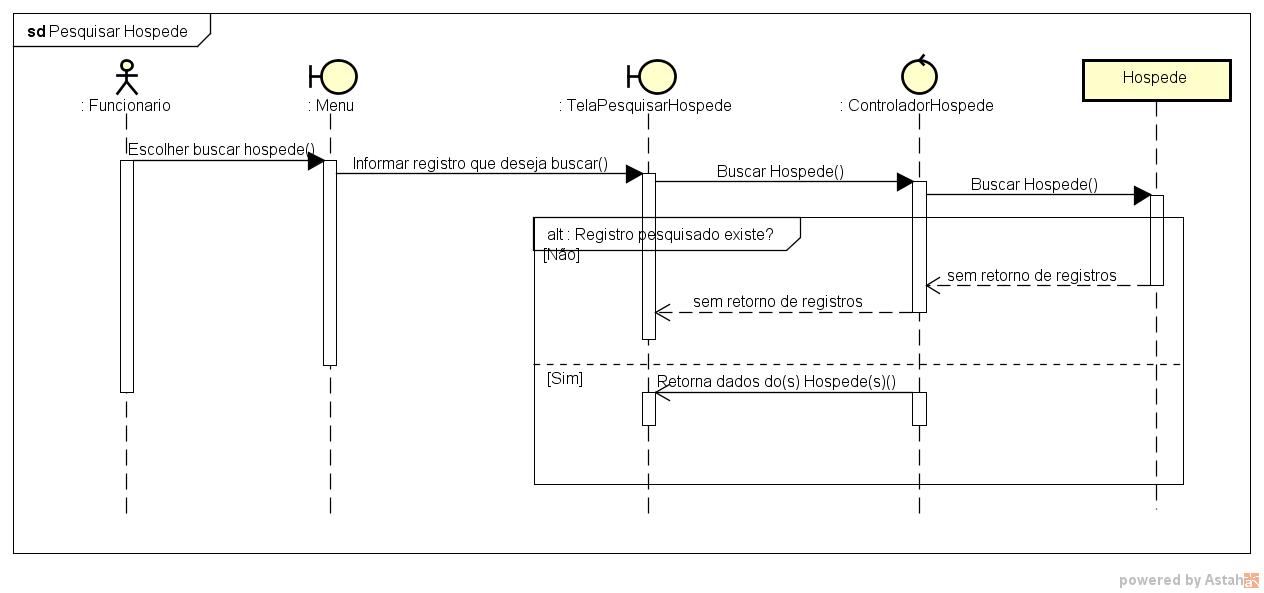 sd Pesquisar Hospede
: Funcionario
: Menu
: TelaPesquisarHospede
: ControladorHospede
Hospede
Escolher buscar hospede()
Informar registro que deseja buscar()
Buscar Hospede()
Buscar Hospede()
alt : Registro pesquisado existe?
[Não]
sem retorno de registros
sem retorno de registros
[Sim]
Retorna dados do(s) Hospede(s)()
powered by Astah